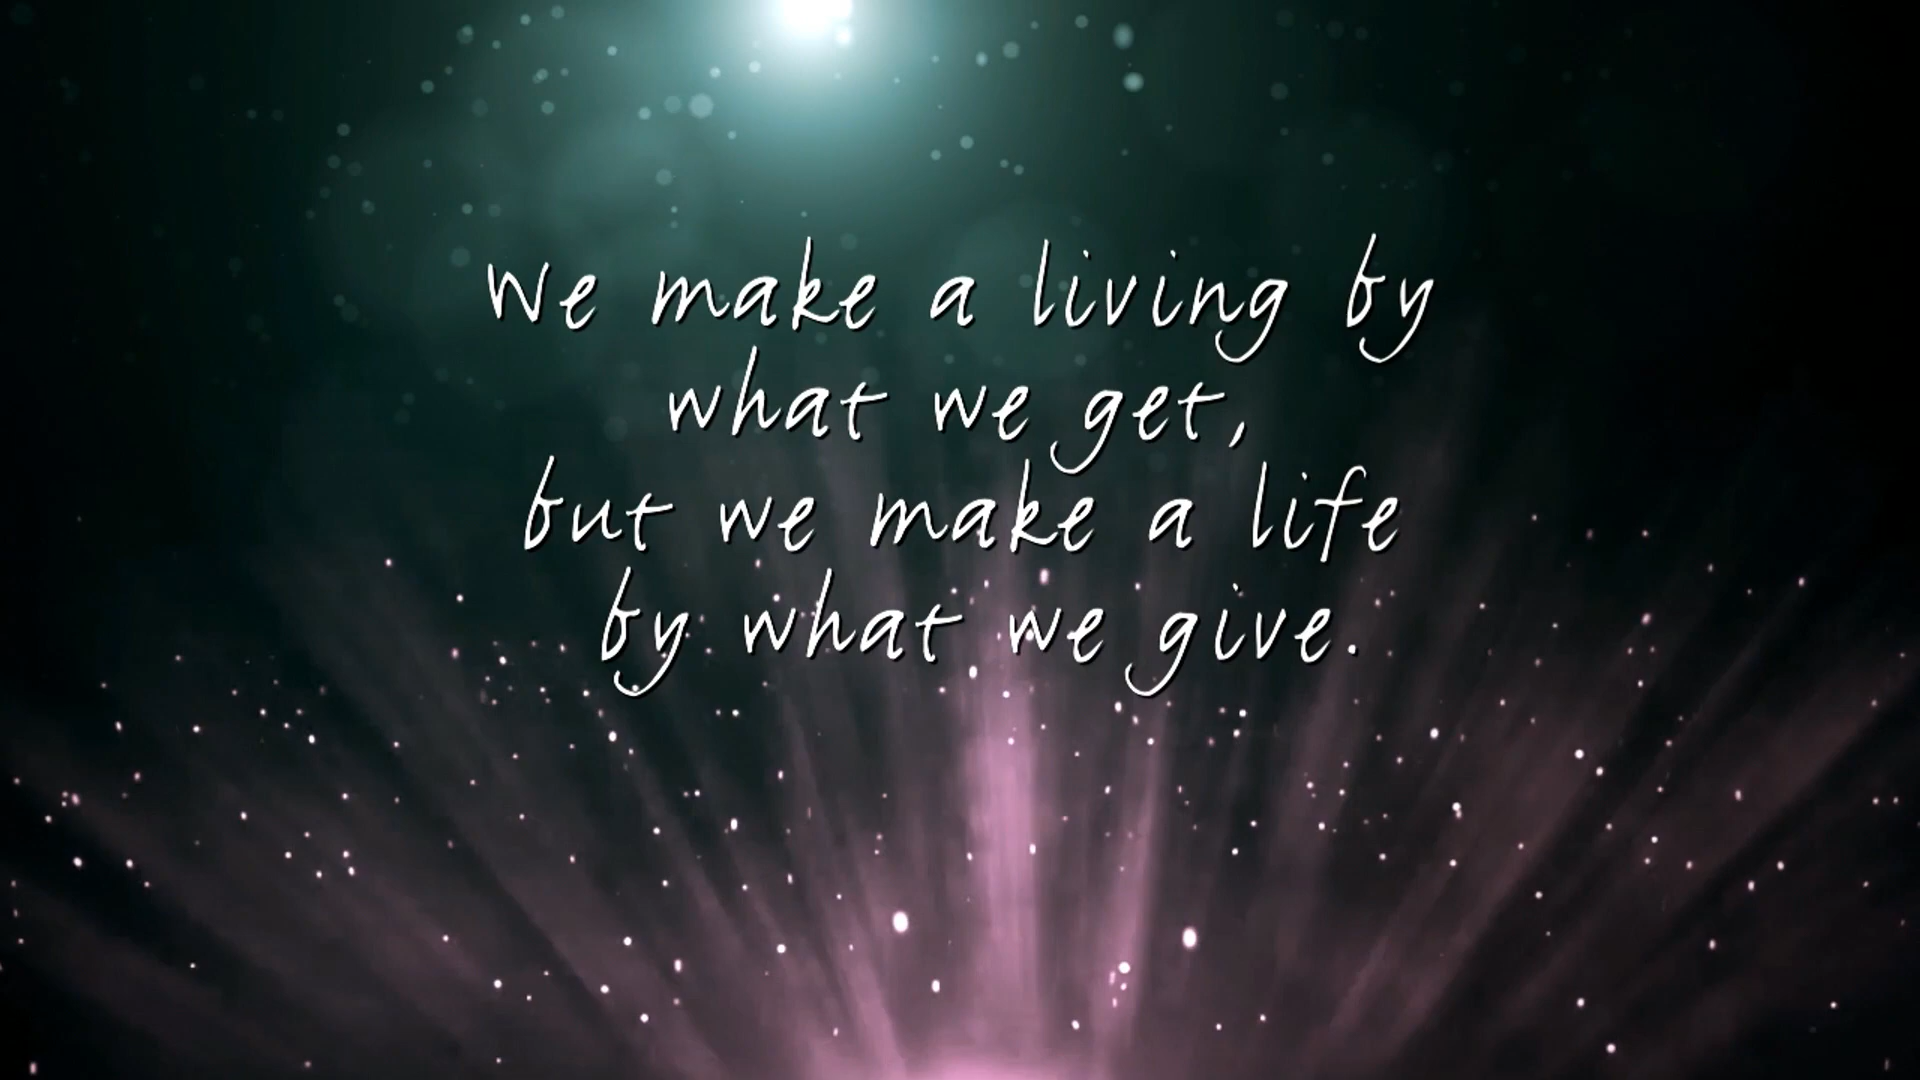 We make a living by
what we get,
but we make a life
by what we give.